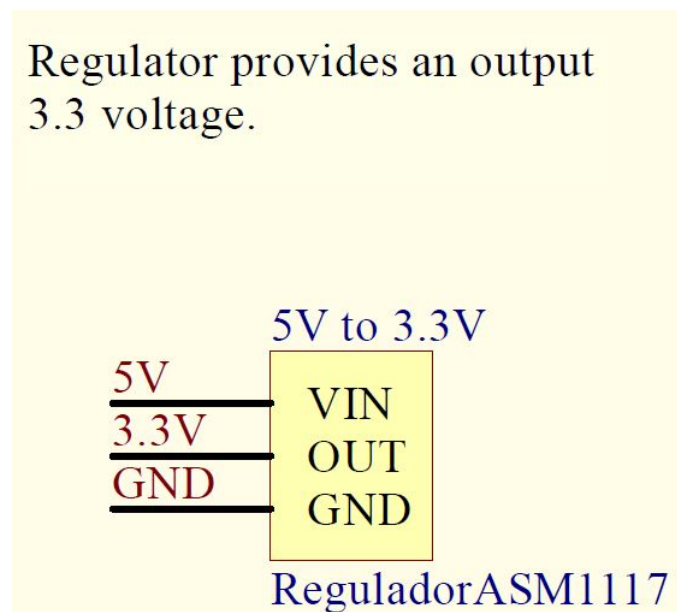 Regulator provides an output
3.3 voltage.
5V to 3.3V
5V
VIN
3.3V
OUT
GND
GND
ReguladorASM1117